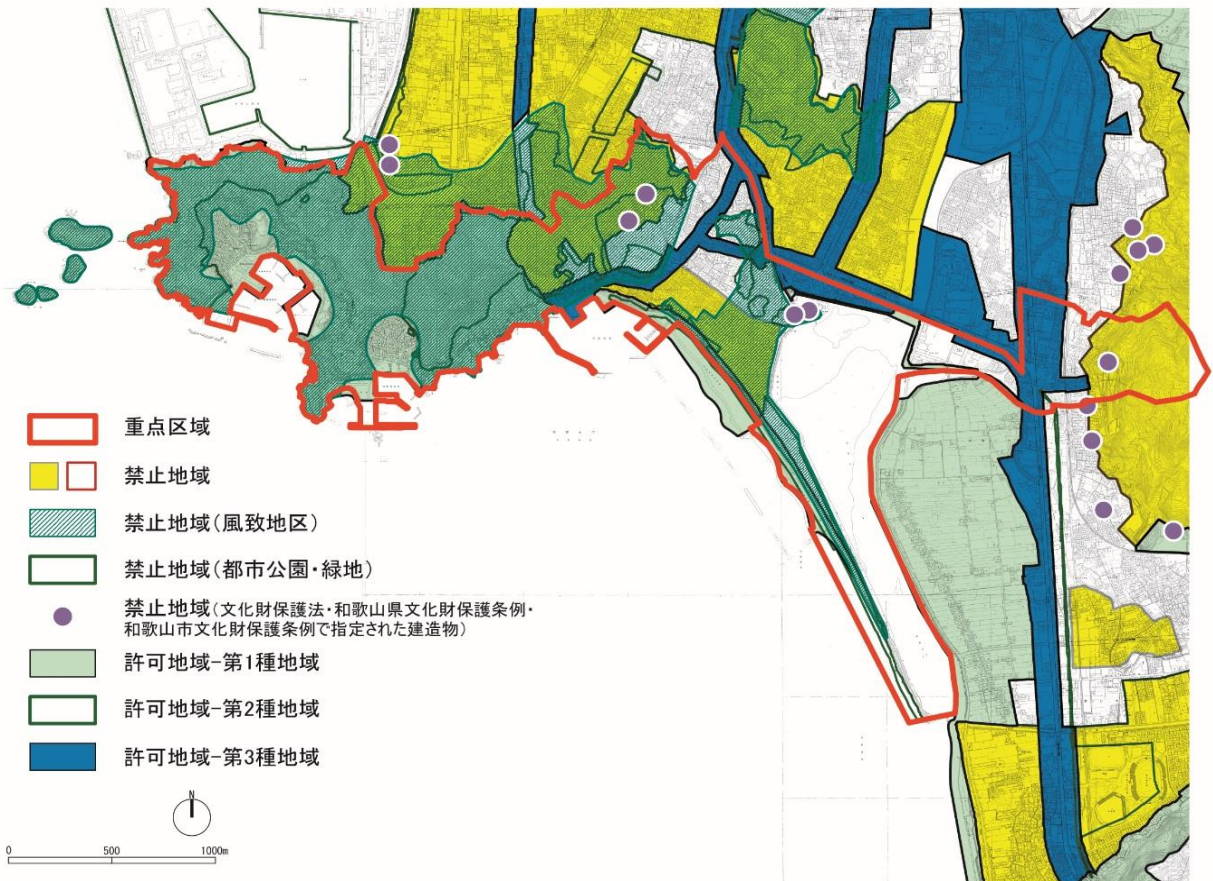 重点区域
禁止地域
禁止地域（風致地区）
禁止地域（都市公園・緑地）
禁止地域（文化財保護法・和歌山県文化財保護条例・
和歌山市文化財保護条例で指定された建造物）
許可地域-第1種地域
許可地域-第2種地域
許可地域-第3種地域
N
0 500 1000m